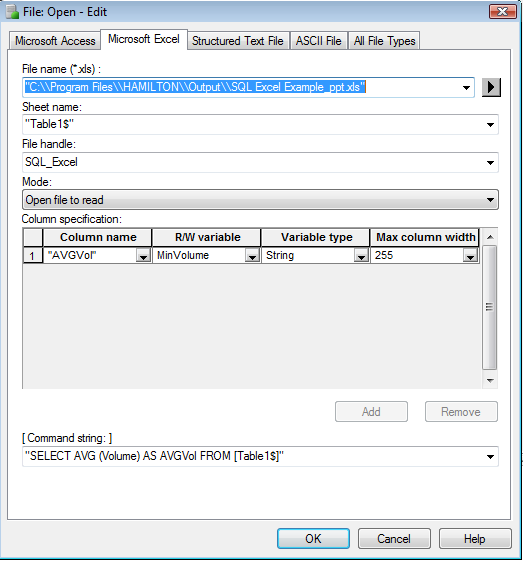 File: Open - Edit
Microsoft Access Microsoft Excel Structured Text File ASCII File All File Types
File name (*.xls) :
"C:\\Program Files\\HAMILTON\\Output\\SQL Excel Example_ppt.xls"
Sheet name:
"Table1$"
File handle:
SQL_Excel
Mode:
Open file to read
Column specification:
Column name R/W variable Variable type Max column width
1 "AVGVol" MinVolume String 255
Add Remove
[ Command string: ]
"SELECT AVG (Volume) AS AVGVol FROM [Table1$]"
OK Cancel Help